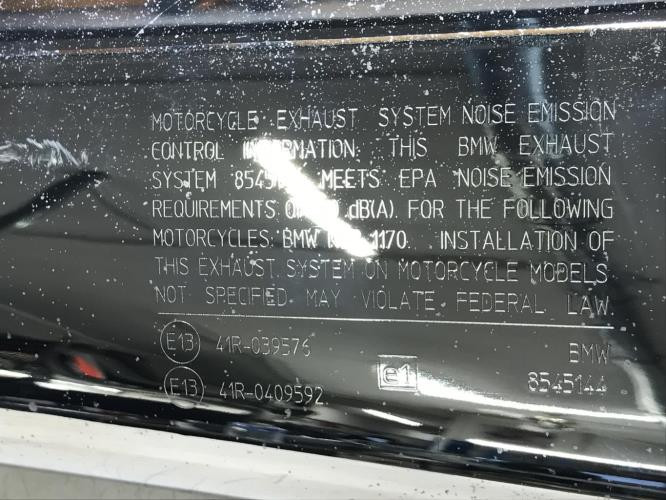 MOTORCYCLE EXHAUST SYSTEM NOISE EMISSION
CONTROL INFORMATION. THIS BMW EXHAUST
SYSTEM MEETS EPA NOISE EMISSION
REQUIREMENTS OF dB(A). FOR THE FOLLOWING
MOTORCYCLES. BMW 1170. INSTALLATION OF
THIS EXHAUST SYSTEM ON MOTORCYCLE MODELS
NOT SPECIFIED MAY VIOLATE FEDERAL LAW
E13 41R-039576 BMW
E13 41R-0409592 e1 8545144